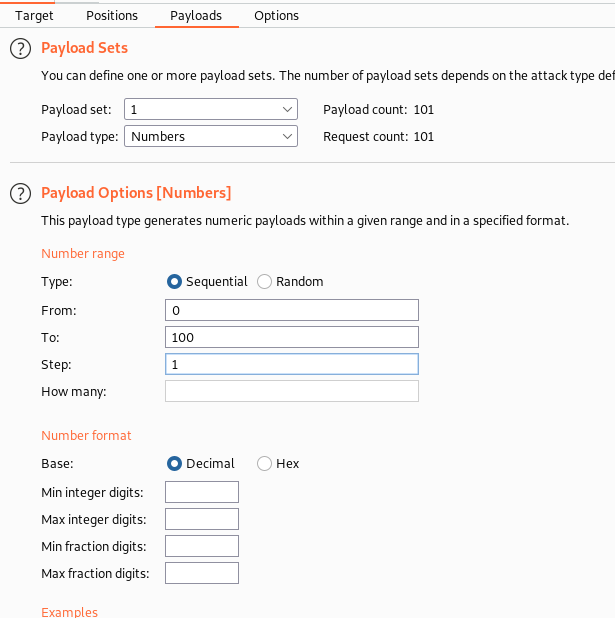 Target Positions Payloads Options
? Payload Sets
You can define one or more payload sets. The number of payload sets depends on the attack type def
Payload set: 1 Payload count: 101
Payload type: Numbers Request count: 101
? Payload Options [Numbers]
This payload type generates numeric payloads within a given range and in a specified format.
Number range
Type: Sequential Random
From: 0
To: 100
Step: 1
How many:
Number format
Base: Decimal Hex
Min integer digits:
Max integer digits:
Min fraction digits:
Max fraction digits:
Examples